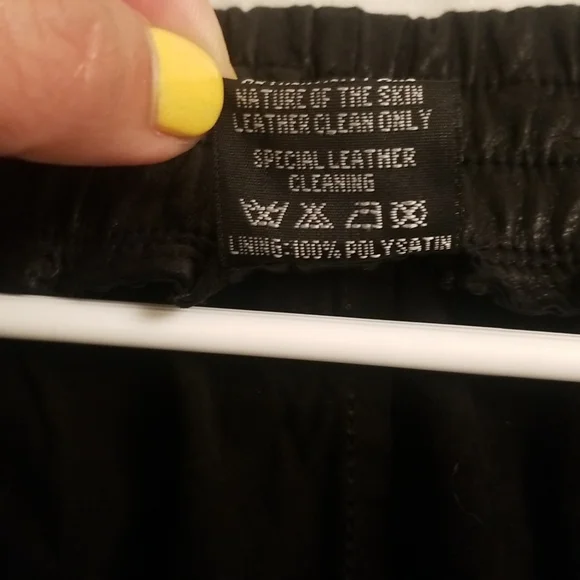 NATURE OF THE SKIN
LEATHER CLEAN ONLY
SPECIAL LEATHER
CLEANING
LINING:100% POLYSATIN